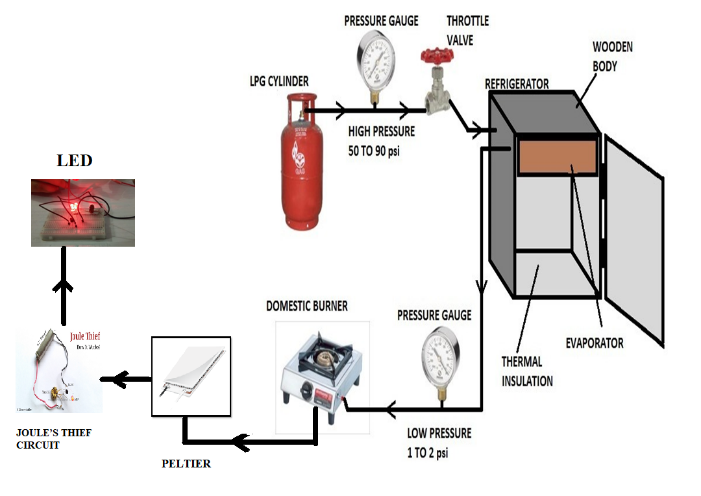 PRESSURE GAUGE
THROTTLE
VALVE
WOODEN
BODY
LPG CYLINDER
REFRIGERATOR
HIGH PRESSURE
50 TO 90 psi
GAS
LED
DOMESTIC BURNER
PRESSURE GAUGE
EVAPORATOR
THERMAL
INSULATION
Joule Thief
LOW PRESSURE
1 TO 2 psi
JOULE'S THIEF
CIRCUIT
PELTIER